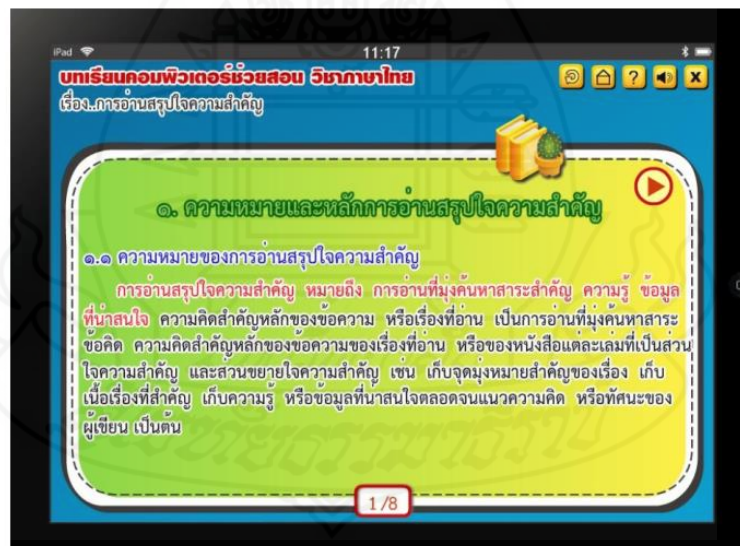 iPad 11:17
บทเรียนคอมพิวเตอร์ช่วยสอน วิชาภาษาไทย
เรื่อง..การอ่านสรุปใจความสำคัญ
?
X
๑. ความหมายและหลักการอ่านสรุปใจความสำคัญ
๑.๑ ความหมายของการอ่านสรุปใจความสำคัญ
การอ่านสรุปใจความสำคัญ หมายถึง การอ่านที่มุ่งค้นหาสาระสำคัญ ความรู้ ข้อมูล
ที่น่าสนใจ ความคิดสำคัญหลักของข้อความ หรือเรื่องที่อ่าน เป็นการอ่านที่มุ่งค้นหาสาระ
ข้อคิด ความคิดสำคัญหลักของข้อความของเรื่องที่อ่าน หรือของหนังสือแต่ละเล่มที่เป็นส่วน
ใจความสำคัญ และส่วนขยายใจความสำคัญ เช่น เก็บจุดมุ่งหมายสำคัญของเรื่อง เก็บ
เนื้อเรื่องที่สำคัญ เก็บความรู้ หรือข้อมูลที่น่าสนใจตลอดจนแนวความคิด หรือทัศนะของ
ผู้เขียน เป็นต้น
1/8